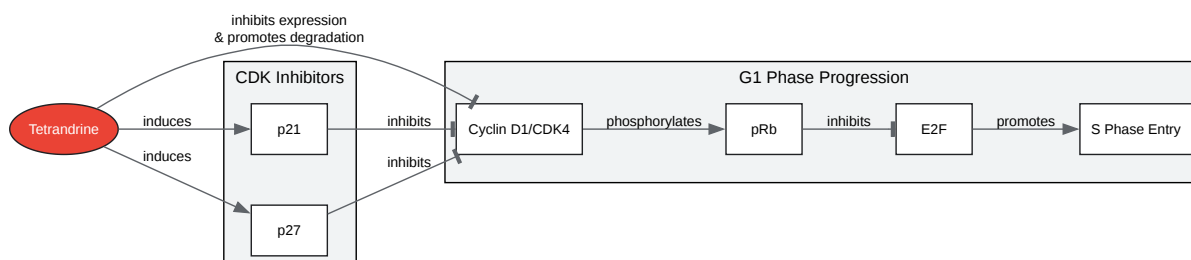 inhibits expression
& promotes degradation
CDK Inhibitors
G1 Phase Progression
Tetrandrine
induces
p21
inhibits
Cyclin D1/CDK4
phosphorylates
pRb
inhibits
E2F
promotes
S Phase Entry
induces
inhibits
p27